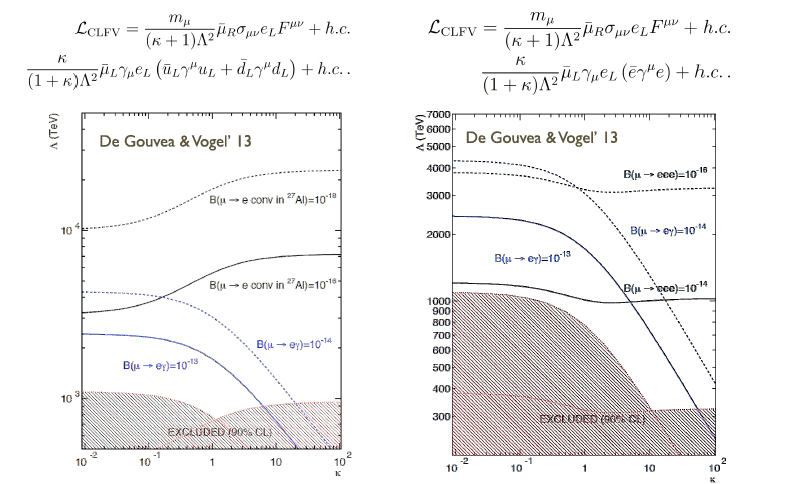 ℒ_CLFV = m_μ/((κ+1)Λ²) μ̄_R σ_μν e_L F^μν + h.c.
κ/((1+κ)Λ²) μ̄_L γ_μ e_L (ū_L γ^μ u_L + d̄_L γ^μ d_L) + h.c. .
Λ (TeV)
De Gouvea & Vogel' 13
B(μ → e conv in ²⁷Al)=10⁻¹⁸
10⁴
B(μ → e conv in ²⁷Al)=10⁻¹⁶
B(μ → eγ)=10⁻¹⁴
B(μ → eγ)=10⁻¹³
10³
EXCLUDED (90% CL)
10⁻² 10⁻¹ 1 10 10²
κ
ℒ_CLFV = m_μ/((κ+1)Λ²) μ̄_R σ_μν e_L F^μν + h.c.
κ/((1+κ)Λ²) μ̄_L γ_μ e_L (ē γ^μ e) + h.c. .
Λ (TeV)
7000
6000
De Gouvea & Vogel' 13
5000
4000
B(μ → eee)=10⁻¹⁶
3000
B(μ → eγ)=10⁻¹⁴
2000
B(μ → eγ)=10⁻¹³
B(μ → eee)=10⁻¹⁴
1000
900
800
700
600
500
400
300
EXCLUDED (90% CL)
10⁻² 10⁻¹ 1 10 10²
κ